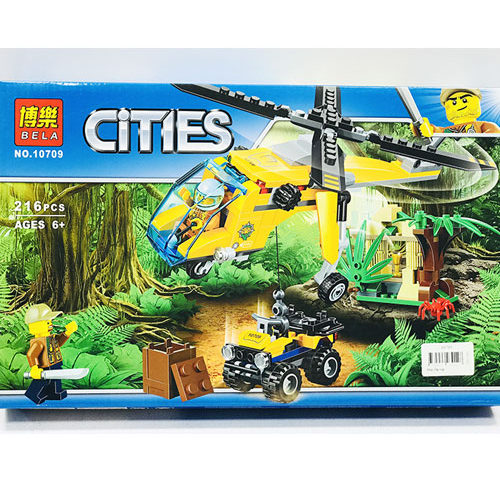 博樂
BELA
NO.10709
CiTIES
216PCS
AGES 6+